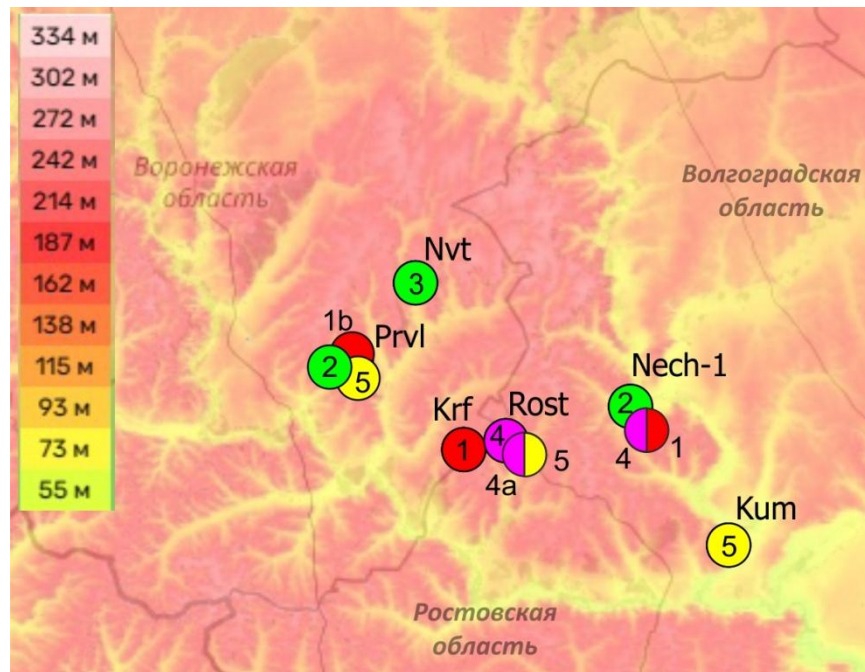 334 м
302 м
272 м
242 м
214 м
187 м
162 м
138 м
115 м
93 м
73 м
55 м
Воронежская
область
Волгоградская
область
Nvt
3
1b
Prvl
2
5
Nech-1
2
4
1
Krf
1
Rost
4
4a
5
Kum
5
Ростовская
область